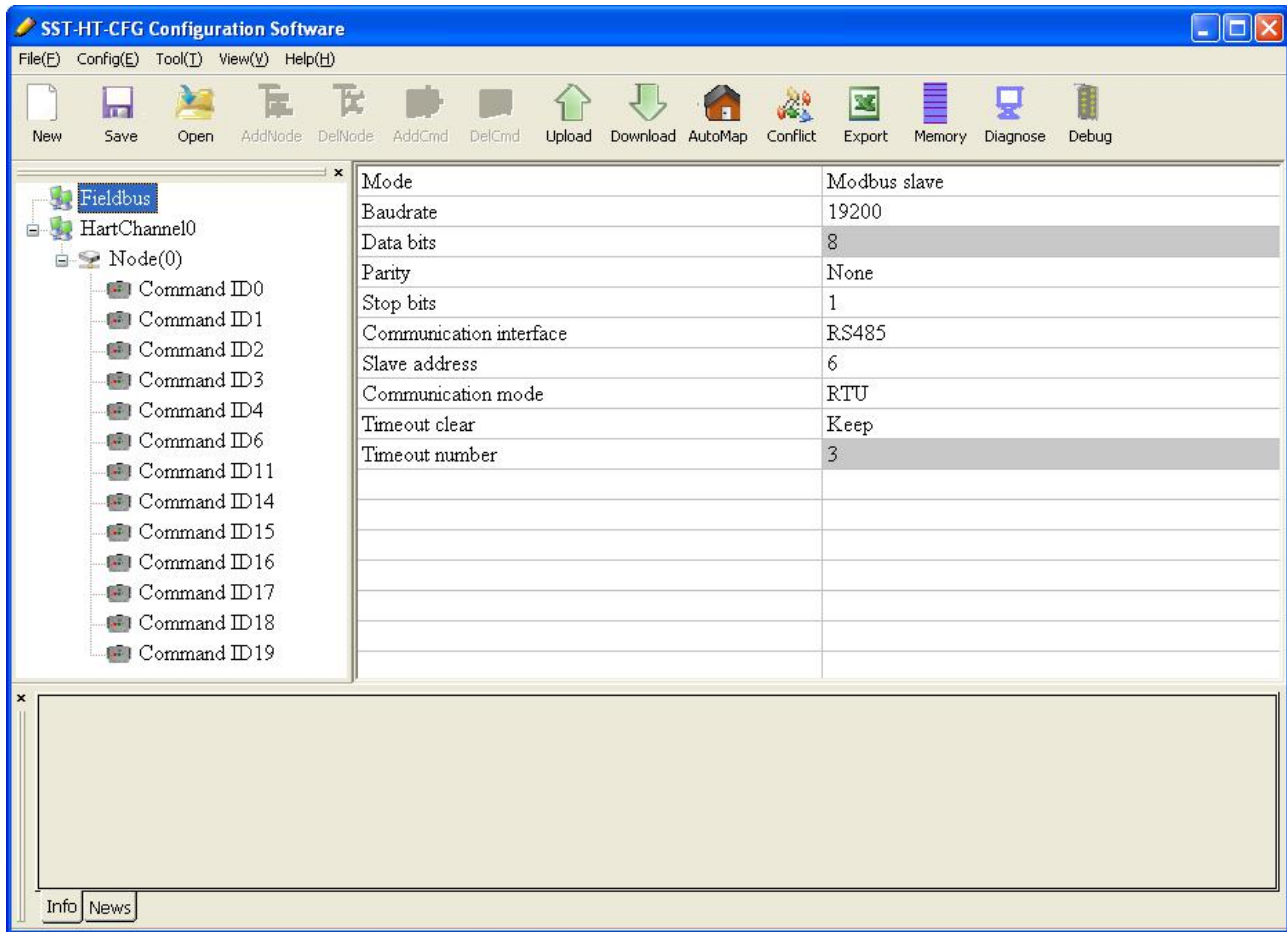 SST-HT-CFG Configuration Software
File(F) Config(E) Tool(T) View(V) Help(H)
New Save Open AddNode DelNode AddCmd DelCmd Upload Download AutoMap Conflict Export Memory Diagnose Debug
Fieldbus
HartChannel0
Node(0)
Command ID0
Command ID1
Command ID2
Command ID3
Command ID4
Command ID6
Command ID11
Command ID14
Command ID15
Command ID16
Command ID17
Command ID18
Command ID19
Mode Modbus slave
Baudrate 19200
Data bits 8
Parity None
Stop bits 1
Communication interface RS485
Slave address 6
Communication mode RTU
Timeout clear Keep
Timeout number 3
Info News